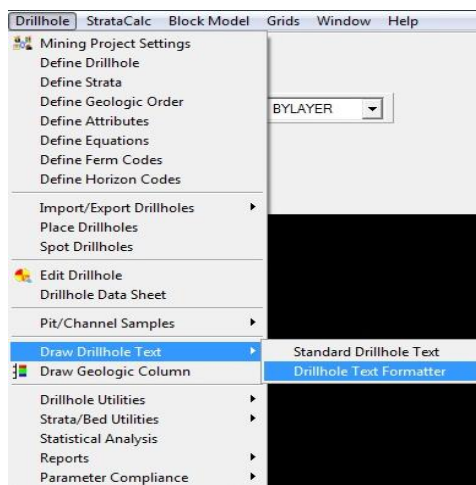 Drillhole StrataCalc Block Model Grids Window Help
Mining Project Settings
Define Drillhole
Define Strata
Define Geologic Order
Define Attributes
BYLAYER
Define Equations
Define Ferm Codes
Define Horizon Codes
Import/Export Drillholes
Place Drillholes
Spot Drillholes
Edit Drillhole
Drillhole Data Sheet
Pit/Channel Samples
Draw Drillhole Text
Standard Drillhole Text
Draw Geologic Column
Drillhole Text Formatter
Drillhole Utilities
Strata/Bed Utilities
Statistical Analysis
Reports
Parameter Compliance